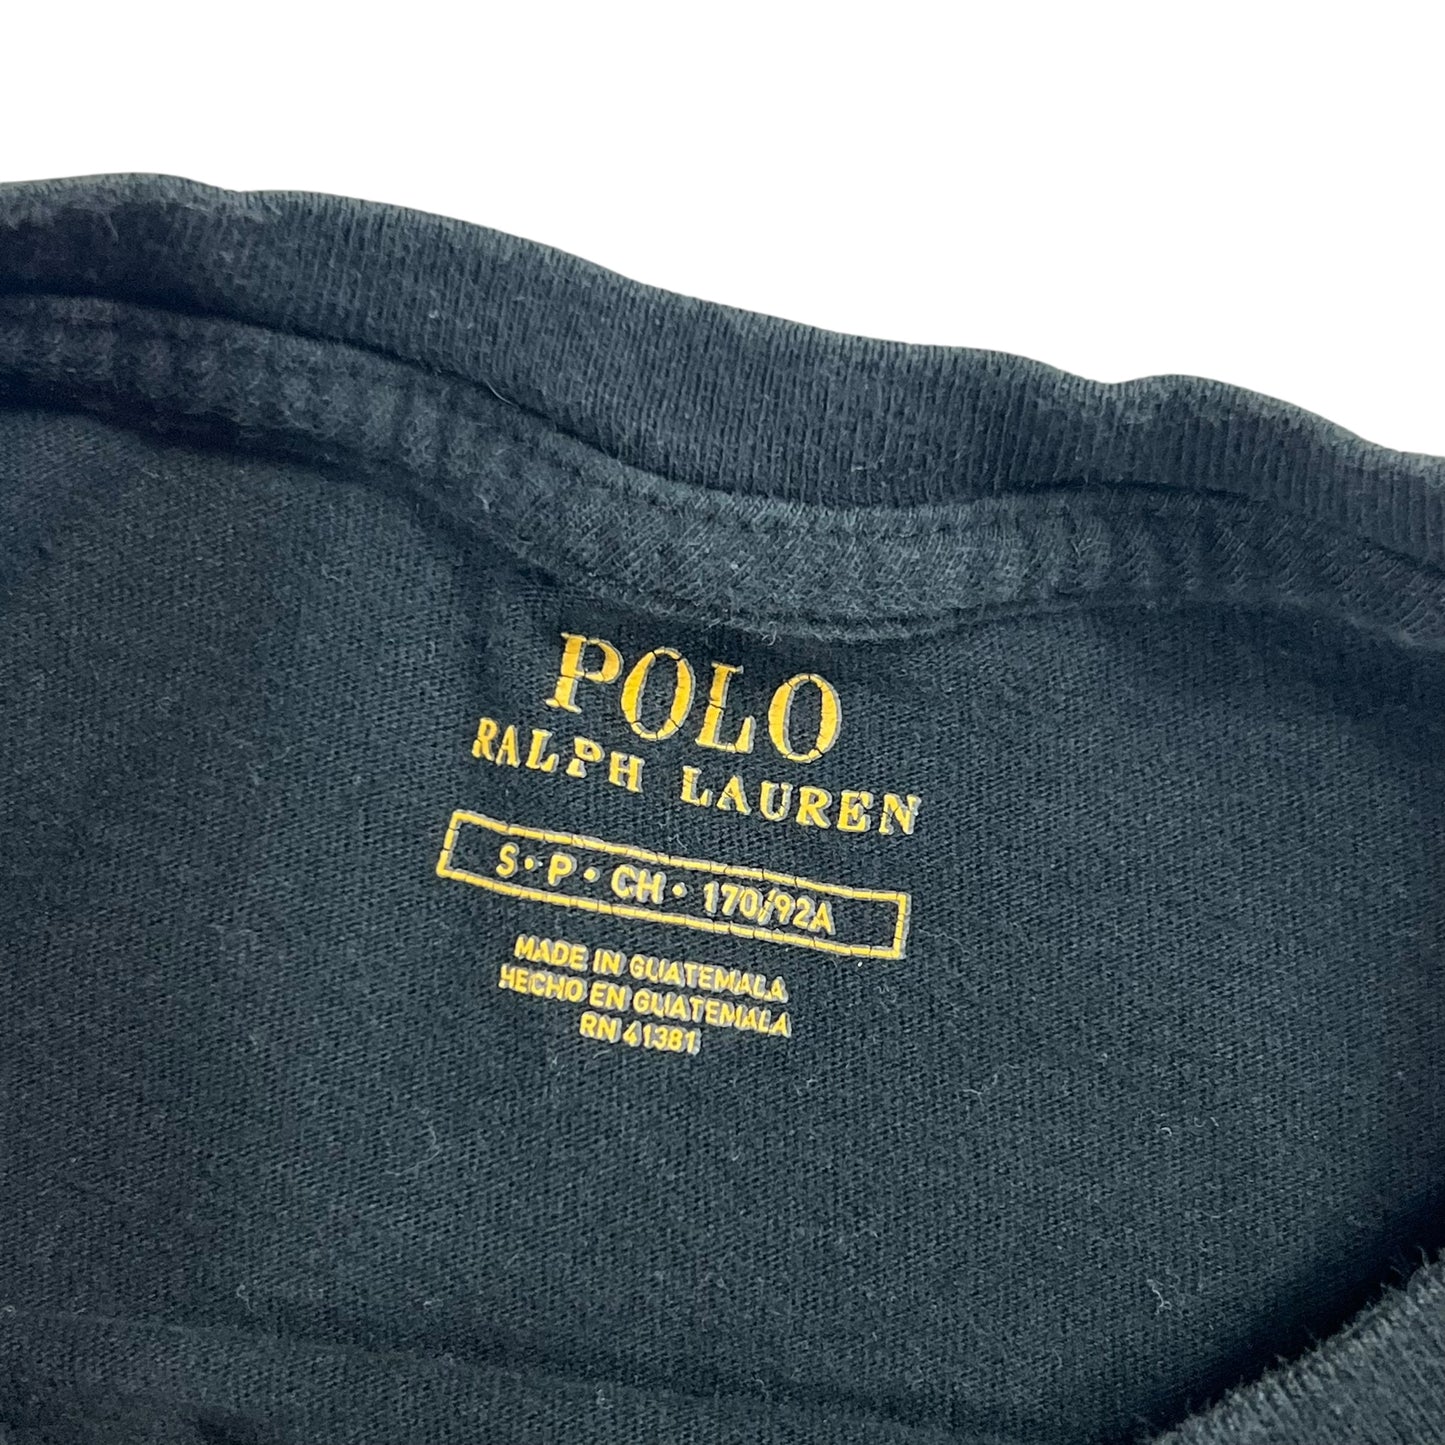 POLO
RALPH LAUREN
S • P • CH • 170/92A
MADE IN GUATEMALA
HECHO EN GUATEMALA
RN 41381